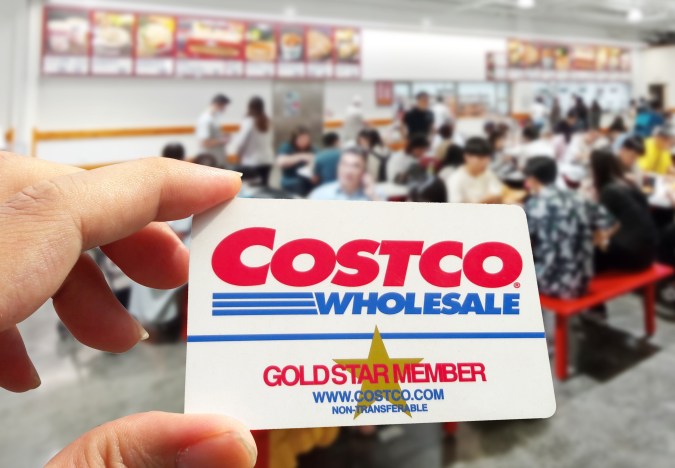 COSTCO®
WHOLESALE
GOLD STAR MEMBER
WWW.COSTCO.COM
NON-TRANSFERABLE